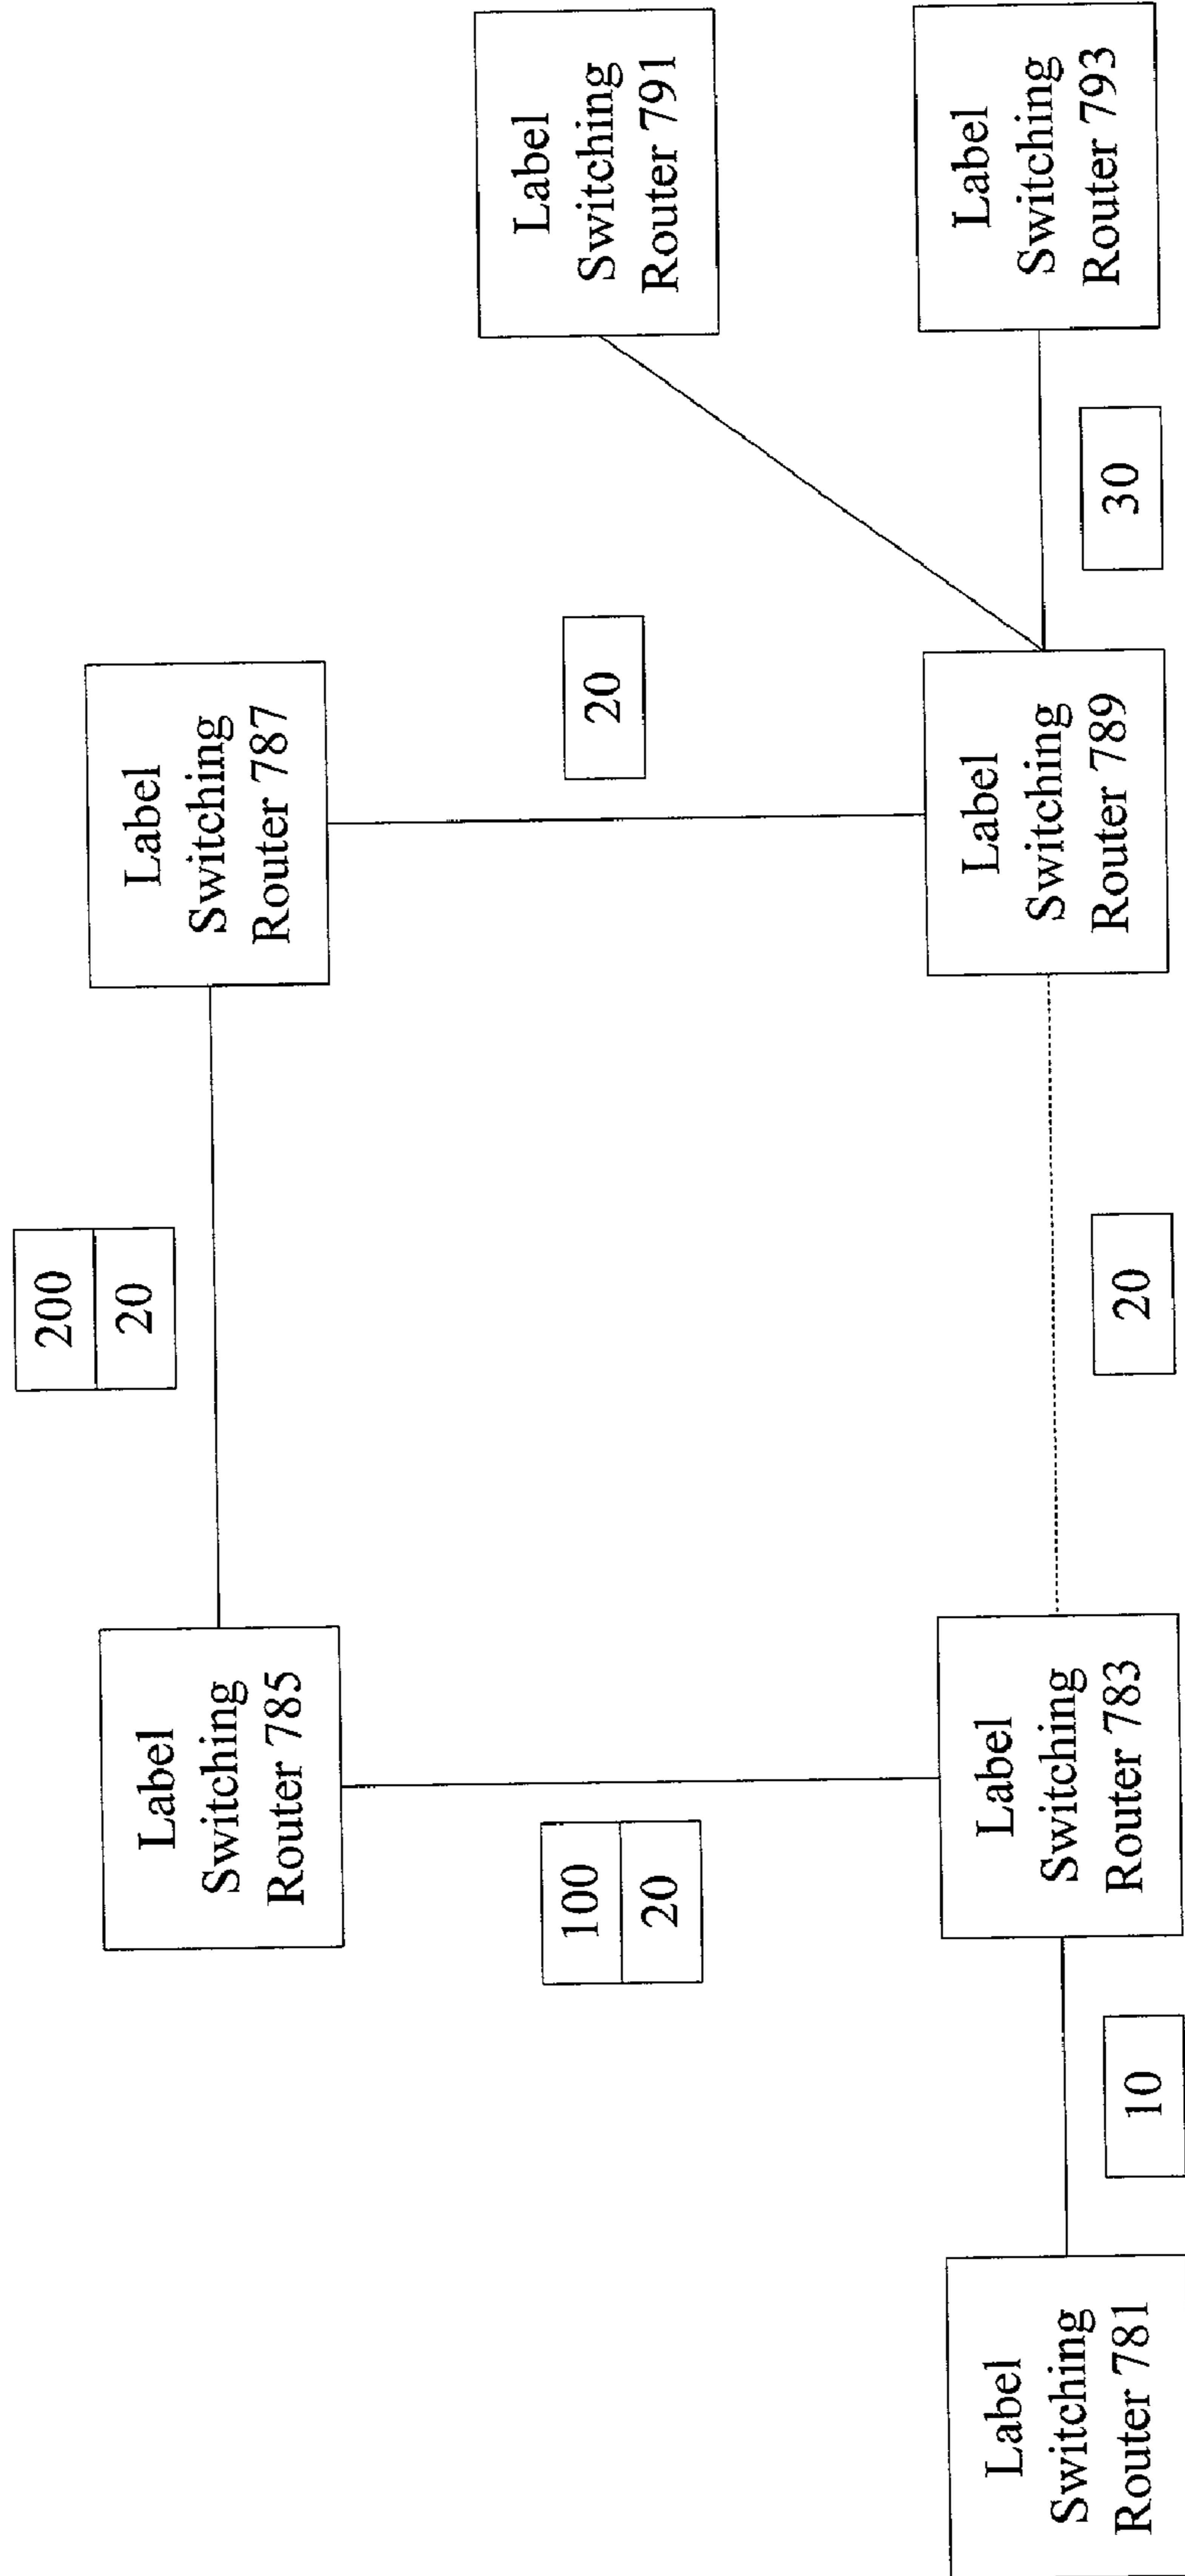 200
20
Label
Switching
Router 785
Label
Switching
Router 787
100
20
20
Label
Switching
Router 791
Label
Switching
Router 781
10
Label
Switching
Router 783
20
Label
Switching
Router 789
30
Label
Switching
Router 793